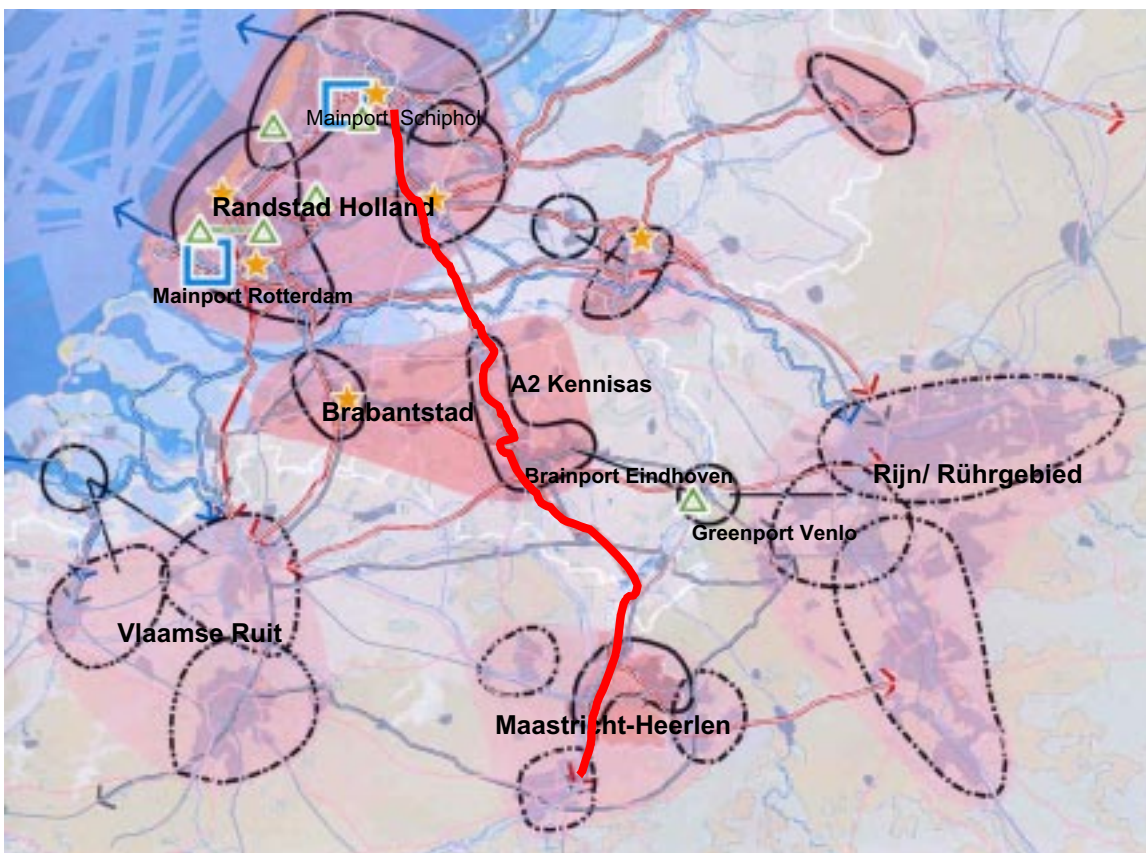 Mainport Schiphol
Randstad Holland
Mainport Rotterdam
A2 Kennisas
Brabantstad
Brainport Eindhoven
Rijn/ Rührgebied
Greenport Venlo
Vlaamse Ruit
Maastricht-Heerlen